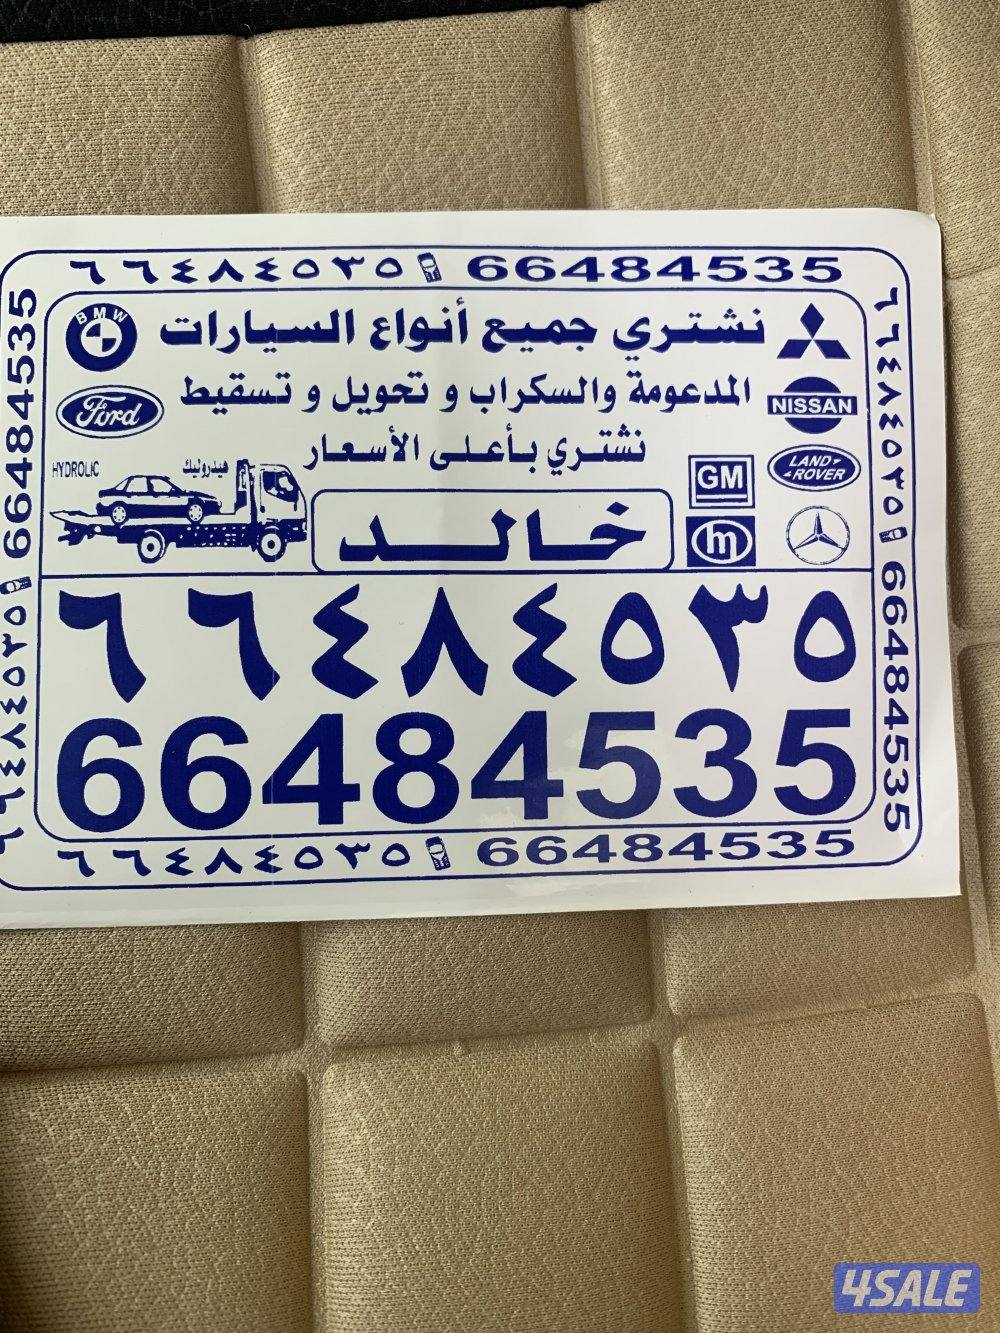 ٦٦٤٨٤٥٣٥ 66484535
BMW
نشتري جميع أنواع السيارات
Ford
المدعومة والسكراب و تحويل و تسقيط
NISSAN
نشتري بأعلى الأسعار
LAND ROVER
HYDROLIC
هيدروليك
GM
خالد
m
٦٦٤٨٤٥٣٥
66484535
٦٦٤٨٤٥٣٥ 66484535
٦٦٤٨٤٥٣٥ 66484535
٦٦٤٨٤٥٣٥ 66484535
4SALE